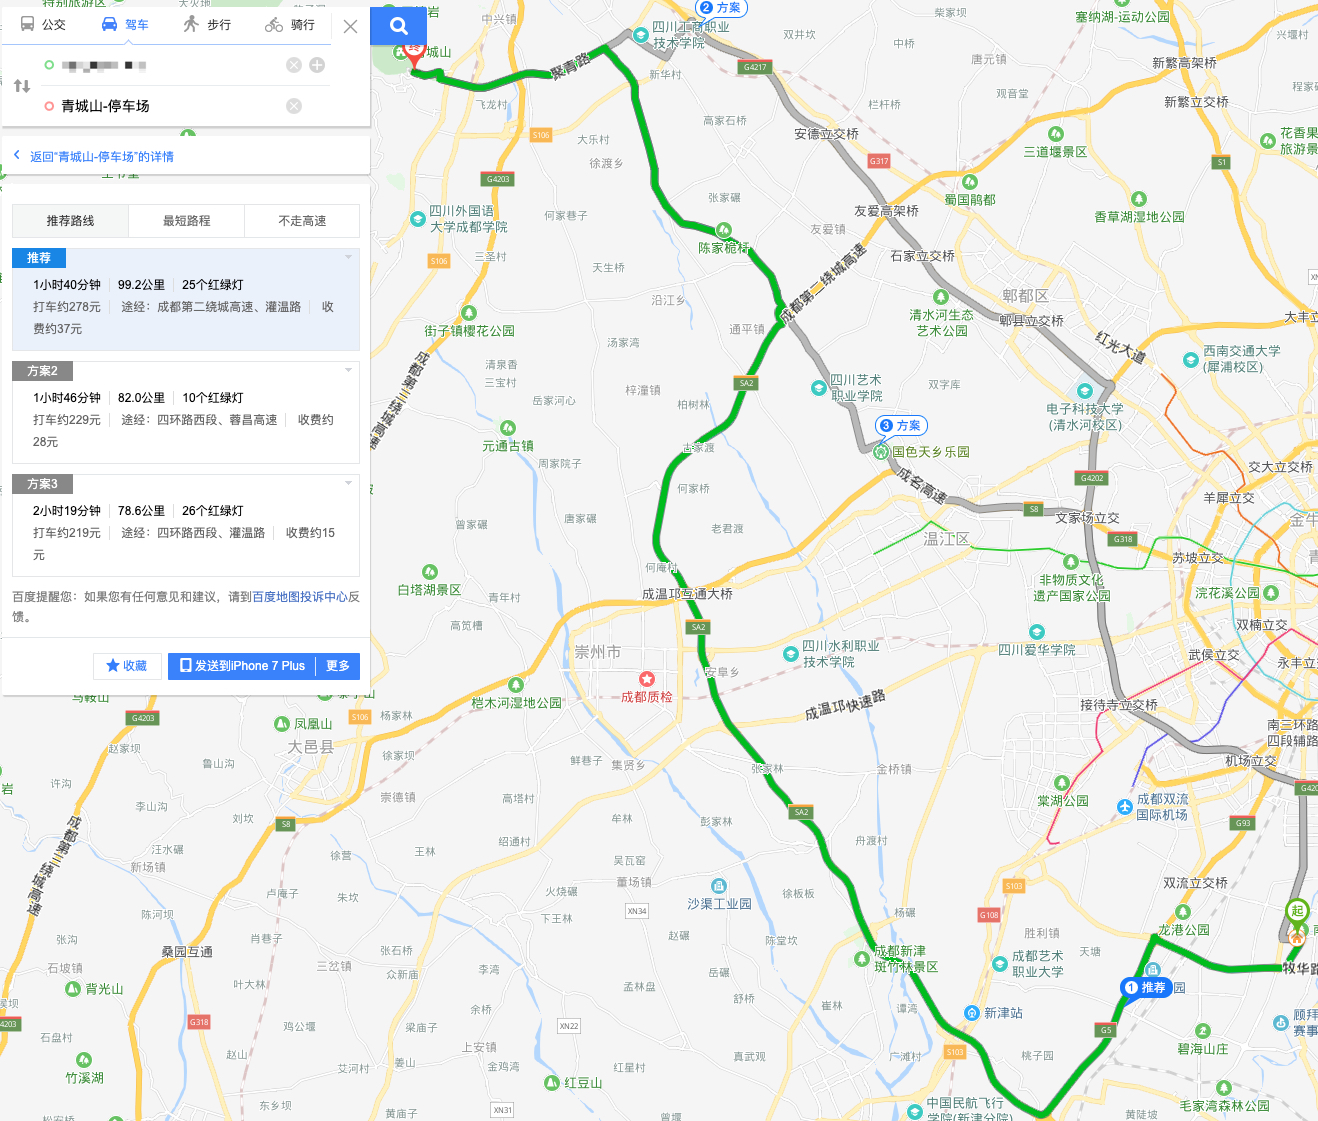 公交
驾车
步行
骑行
青城山-停车场
返回"青城山-停车场"的详情
推荐路线
最短路程
不走高速
推荐
1小时40分钟 99.2公里 25个红绿灯
打车约278元 途经：成都第二绕城高速、灌温路 收
费约37元
方案2
1小时46分钟 82.0公里 10个红绿灯
打车约229元 途经：四环路西段、蓉昌高速 收费约
28元
方案3
2小时19分钟 78.6公里 26个红绿灯
打车约219元 途经：四环路西段、灌温路 收费约15
元
百度提醒您：如果您有任何意见和建议，请到百度地图投诉中心反
馈。
收藏
发送到iPhone 7 Plus
更多
中兴镇
四川工商职业
技术学院
2 方案
柴家坝
塞纳湖-运动公园
兴堰村
双井坎
中桥
唐元镇
新繁高架桥
聚青路
新华村
G4217
观音堂
新繁立交桥
飞龙村
栏杆桥
S106
大乐村
高家石桥
安德立交桥
三道堰景区
花香果
旅游景
徐渡乡
G317
S1
G4203
张家碾
蜀国鹃都
香草湖湿地公园
四川外国语
大学成都学院
何家巷子
友爱高架桥
友爱镇
陈家桅杆
三圣村
S106
天生桥
石家立交桥
成都第二绕城高速
沿江乡
郫都区
清水河生态
艺术公园
街子镇樱花公园
通平镇
郫县立交桥
大丰立
汤家湾
红光大道
西南交通大学
(犀浦校区)
成都第三绕城高速
清泉香
三宝村
梓潼镇
SA2
四川艺术
职业学院
双字库
岳家河心
柏树林
电子科技大学
(清水河校区)
3 方案
元通古镇
古家渡
国色天乡乐园
周家院子
成名高速
交大立交桥
何家桥
G4202
羊犀立交
曾家碾
唐家碾
老君渡
S8
文家场立交
金牛
温江区
G318
苏坡立交
何庵村
白塔湖景区
成温邛互通大桥
非物质文化
遗产国家公园
浣花溪公园
青年村
高笕槽
SA2
双楠立交
崇州市
四川水利职业
技术学院
四川爱华学院
武侯立交
永丰立
安阜乡
成都质检
桤木河湿地公园
成温邛快速路
接待寺立交桥
G4203
S106
杨家林
凤凰山
南三环路
四段辅路
赵家坝
大邑县
徐家坝
鲜巷子
集贤乡
张家林
金桥镇
机场立交
鲁山沟
许沟
崇德镇
高塔村
棠湖公园
成都双流
国际机场
李山沟
刘坎
S8
牟林
SA2
彭家林
G93
汪水碾
徐营
王林
绍通村
舟渡村
新场镇
吴瓦窑
成都第三绕城高速
卢庵子
朱坎
火烧碾
董场镇
徐板板
S103
双流立交桥
陈河村
下王林
XN34
沙渠工业园
杨碾
G108
龙港公园
起
张沟
肖巷子
桑园互通
张石桥
赵碾
陈堂坎
成都新津
斑竹林景区
胜利镇
天塘
石坡坝
三岔镇
众新庙
李湾
岳碾
成都艺术
职业大学
牧华路
背光山
叶大林
孟林盘
舒桥
崔林
谭湾
1 推荐
余桥
新津站
G318
鸡公堰
梁庙子
XN22
G5
碧海山庄
石盘村
上安镇
真武观
广滩村
S103
桃子园
赵山
竹溪湖
艾河村
姜山
金鸡湾
红星村
红豆山
东乡坊
黄庙子
XN31
中国民航飞行
学院(新津分院)
黄陡坡
毛家湾森林公园